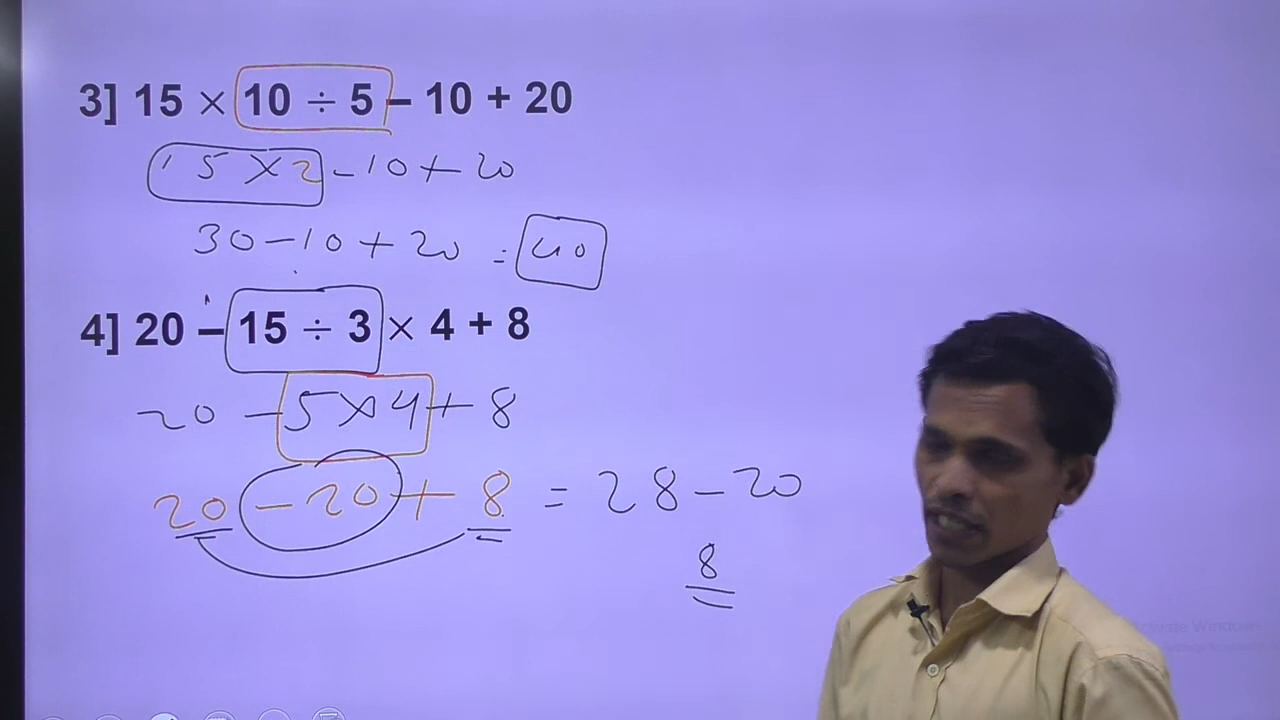 3] 15 × 10 ÷ 5 – 10 + 20
15 × 2 - 10 + 20
30 - 10 + 20 = 40
4] 20 – 15 ÷ 3 × 4 + 8
20 - 5 × 4 + 8
20 - 20 + 8 = 28 - 20
8